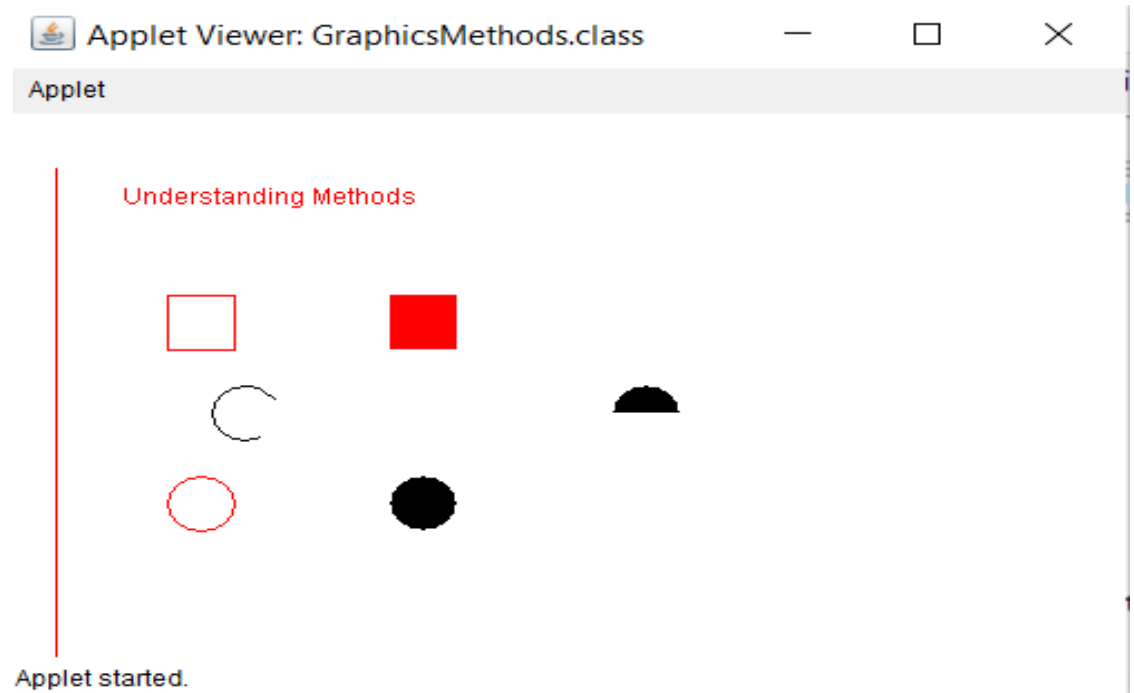 Applet Viewer: GraphicsMethods.class
Applet
Understanding Methods
Applet started.